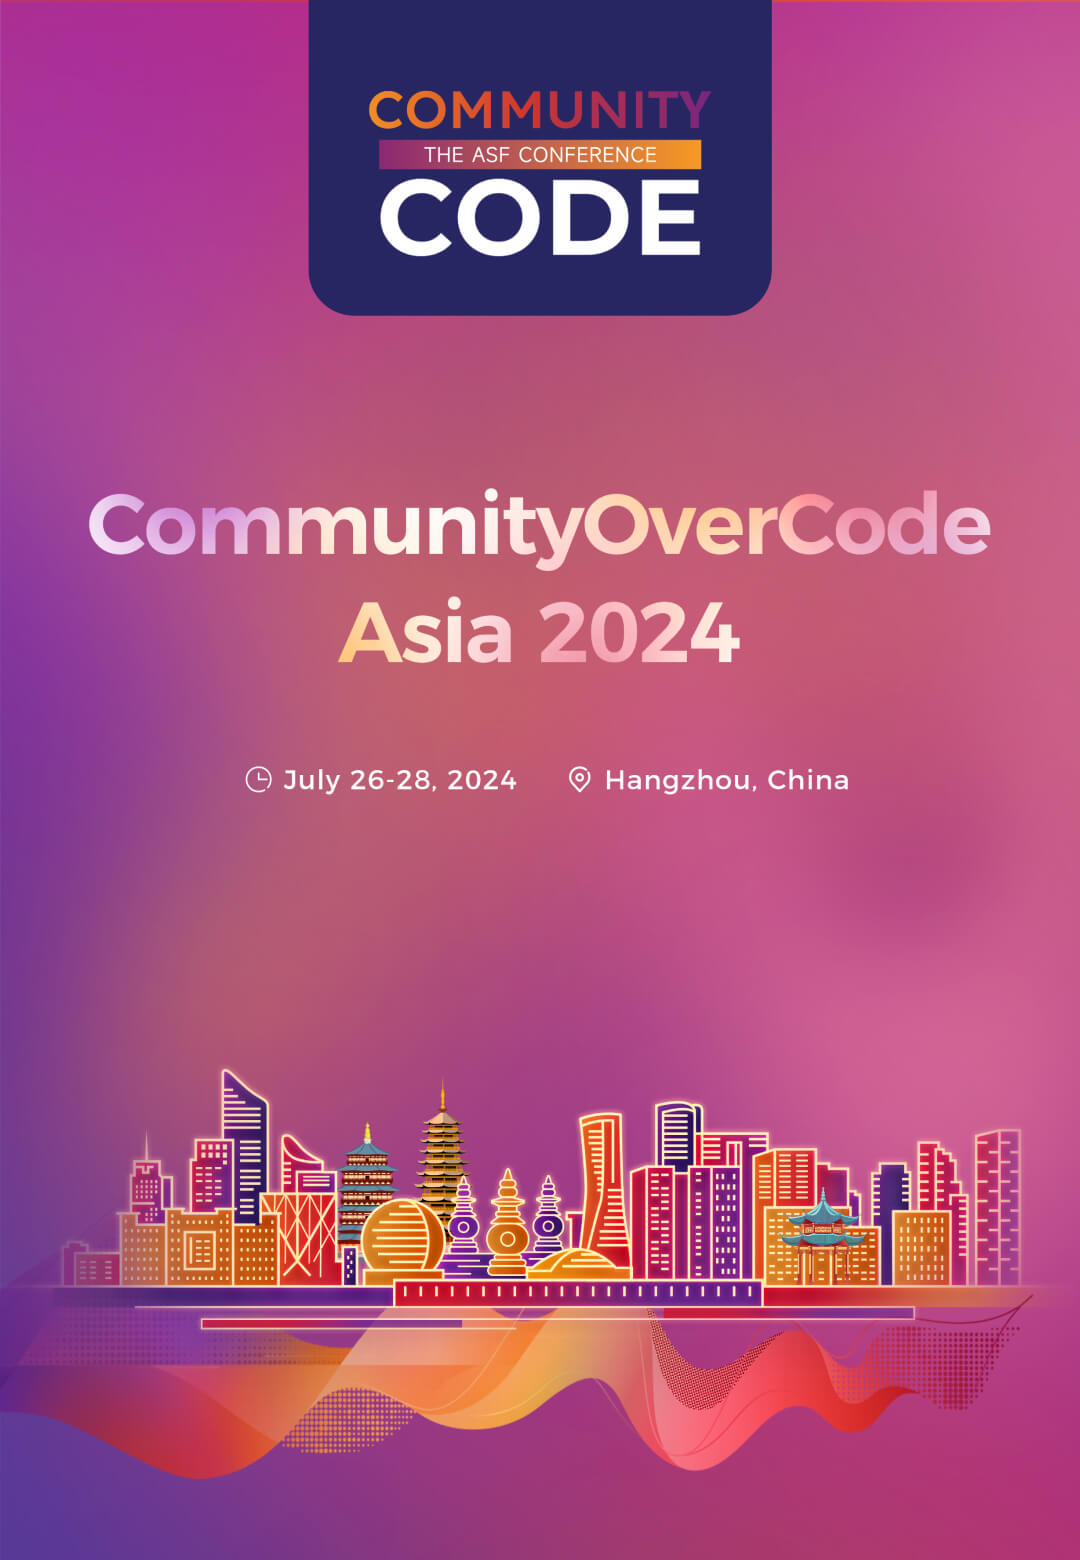 COMMUNITY
THE ASF CONFERENCE
CODE
CommunityOverCode
Asia 2024
July 26-28, 2024
Hangzhou, China